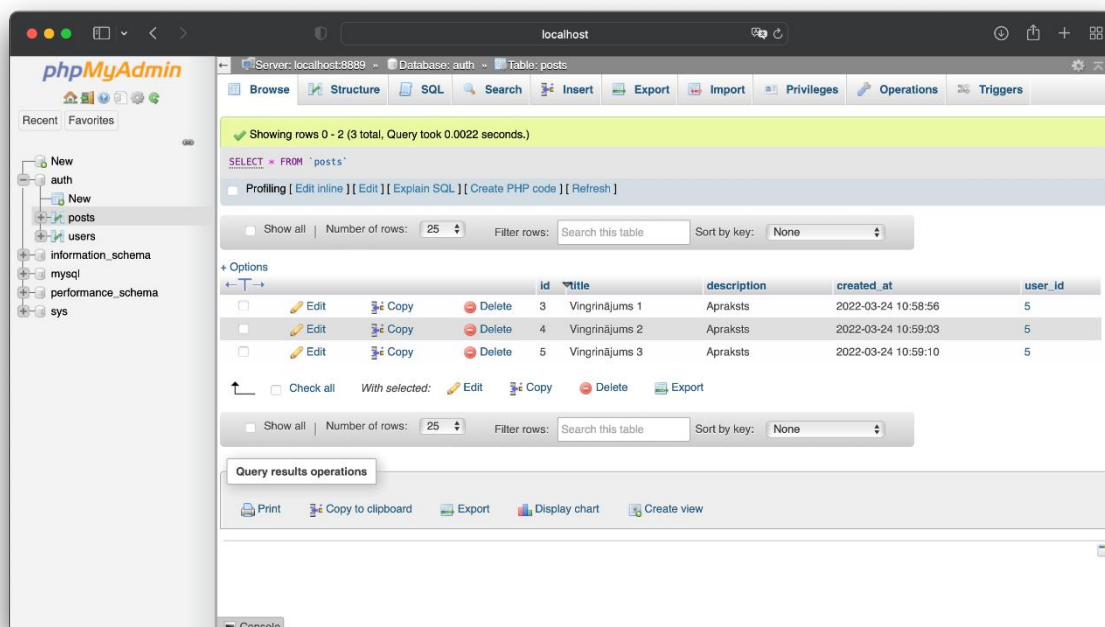 localhost
phpMyAdmin
Recent Favorites
New
auth
New
posts
users
information_schema
mysql
performance_schema
sys
Server: localhost:8889 » Database: auth » Table: posts
Browse Structure SQL Search Insert Export Import Privileges Operations Triggers
Showing rows 0 - 2 (3 total, Query took 0.0022 seconds.)
SELECT * FROM `posts`
Profiling [ Edit inline ] [ Edit ] [ Explain SQL ] [ Create PHP code ] [ Refresh ]
Show all | Number of rows: 25 Filter rows: Search this table Sort by key: None
+ Options
←T→ id title description created_at user_id
Edit Copy Delete 3 Vingrinājums 1 Apraksts 2022-03-24 10:58:56 5
Edit Copy Delete 4 Vingrinājums 2 Apraksts 2022-03-24 10:59:03 5
Edit Copy Delete 5 Vingrinājums 3 Apraksts 2022-03-24 10:59:10 5
Check all With selected: Edit Copy Delete Export
Show all | Number of rows: 25 Filter rows: Search this table Sort by key: None
Query results operations
Print Copy to clipboard Export Display chart Create view
Console